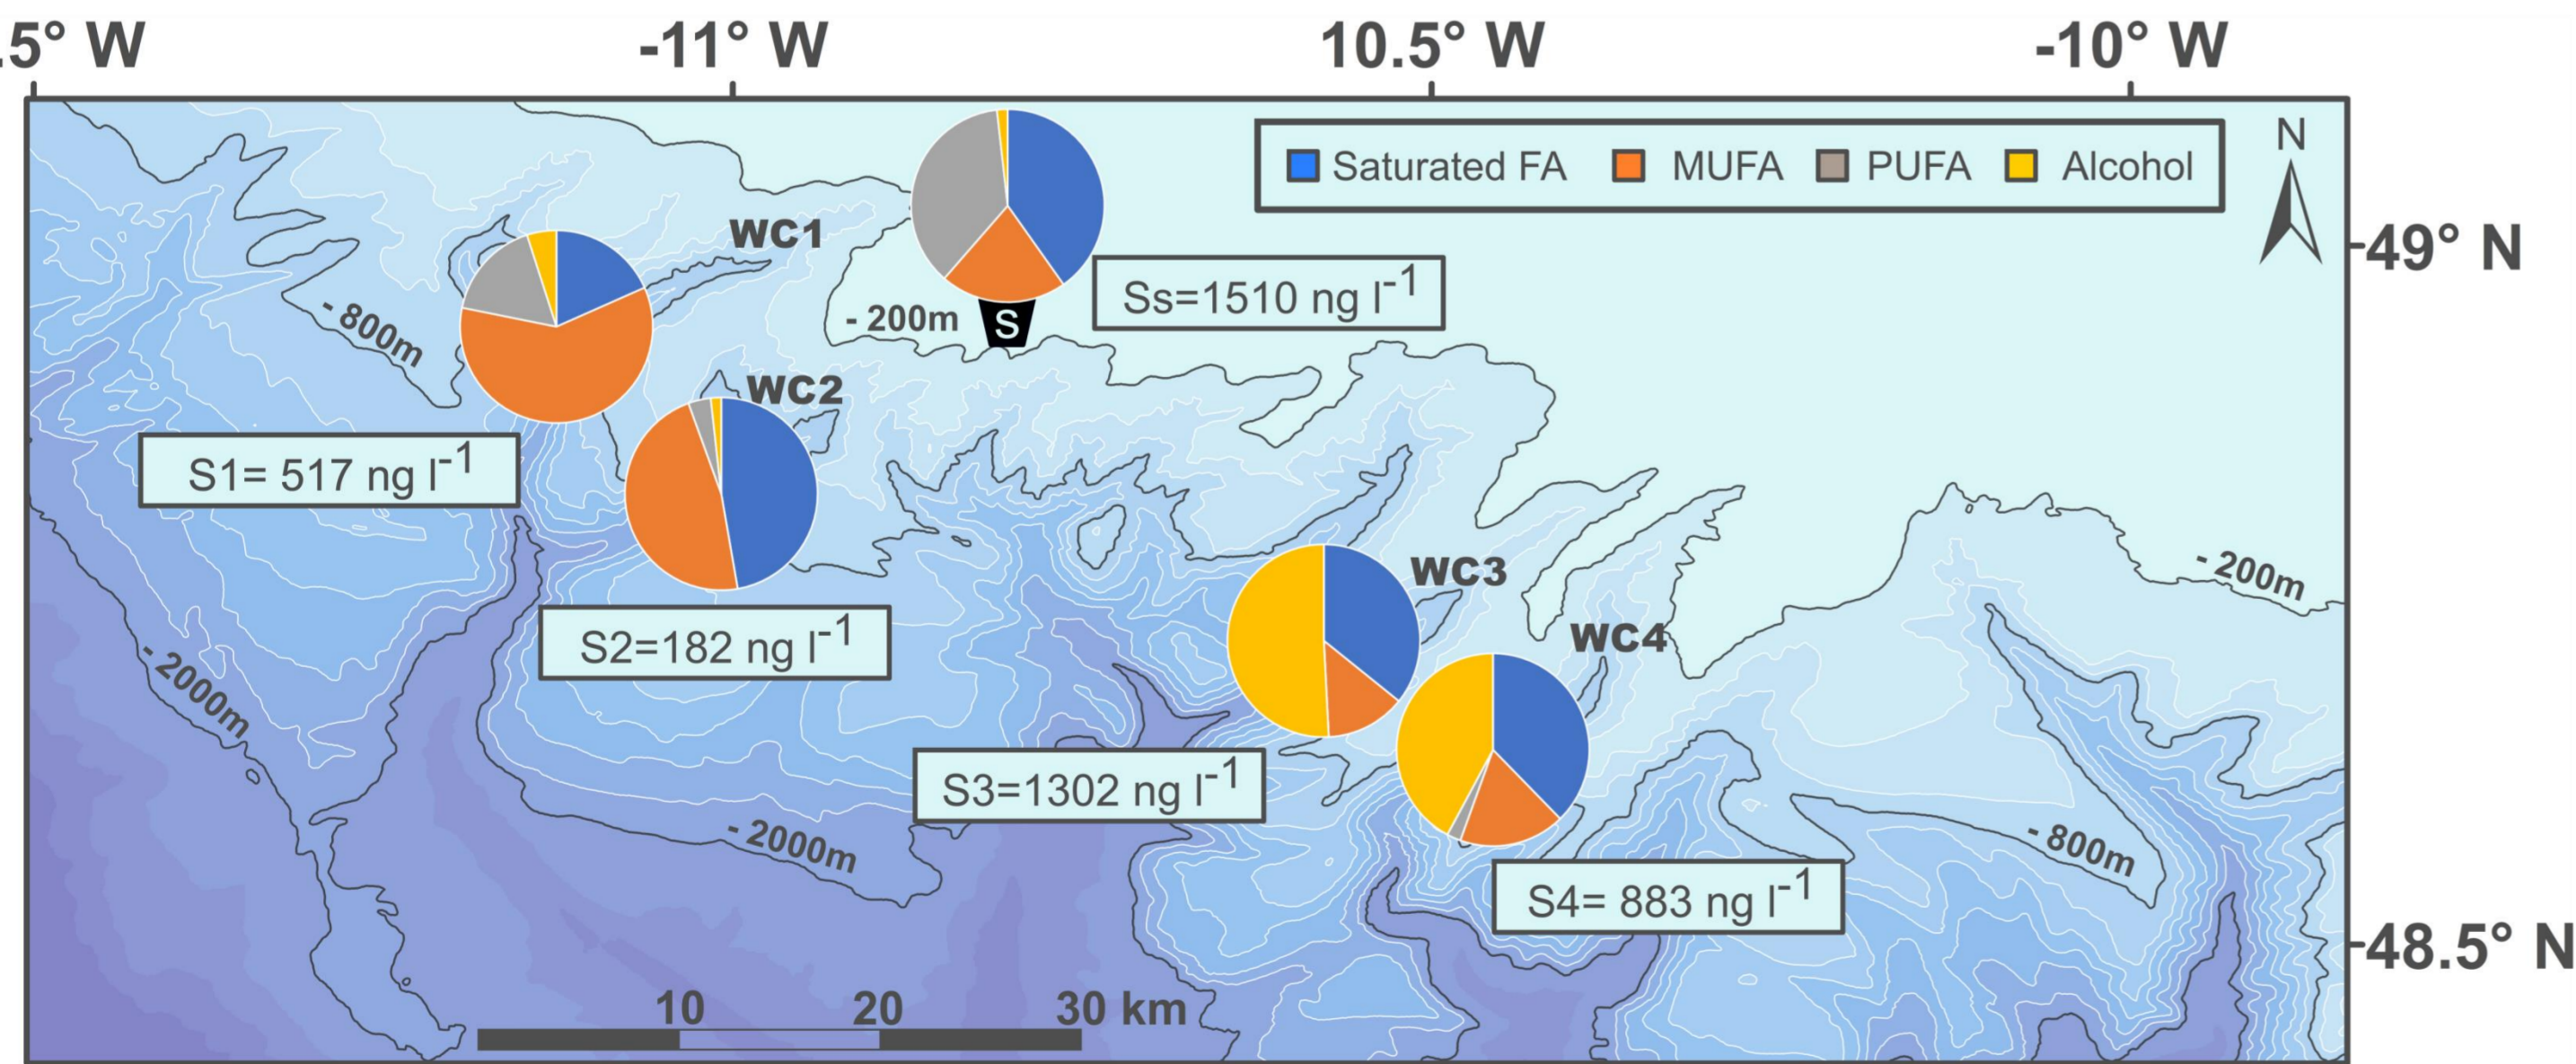 .5° W
-11° W
10.5° W
-10° W
N
Saturated FA MUFA PUFA Alcohol
WC1
49° N
Ss=1510 ng l⁻¹
- 200m
S
- 800m
WC2
S1= 517 ng l⁻¹
WC3
- 200m
S2=182 ng l⁻¹
WC4
- 2000m
S3=1302 ng l⁻¹
- 2000m
- 800m
S4= 883 ng l⁻¹
48.5° N
10 20 30 km